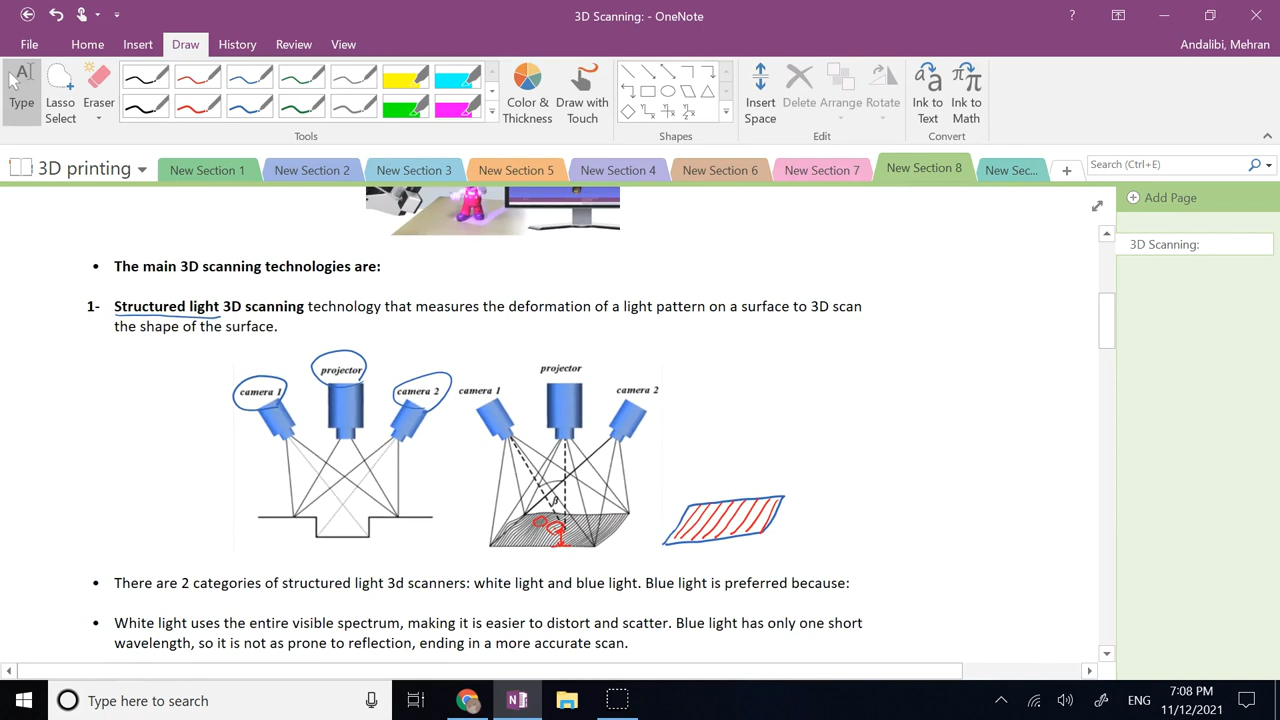 3D Scanning: - OneNote
?
File
Home
Insert
Draw
History
Review
View
Andalibi, Mehran
Type
Lasso Select
Eraser
Color & Thickness
Draw with Touch
Insert Space
Delete
Arrange
Rotate
Ink to Text
Ink to Math
Tools
Shapes
Edit
Convert
3D printing
New Section 1
New Section 2
New Section 3
New Section 5
New Section 4
New Section 6
New Section 7
New Section 8
New Sec...
Search (Ctrl+E)
Add Page
3D Scanning:
• The main 3D scanning technologies are:
1- Structured light 3D scanning technology that measures the deformation of a light pattern on a surface to 3D scan
the shape of the surface.
camera 1
projector
camera 2
camera 1
projector
camera 2
β
• There are 2 categories of structured light 3d scanners: white light and blue light. Blue light is preferred because:
• White light uses the entire visible spectrum, making it is easier to distort and scatter. Blue light has only one short
wavelength, so it is not as prone to reflection, ending in a more accurate scan.
Type here to search
ENG
7:08 PM
11/12/2021